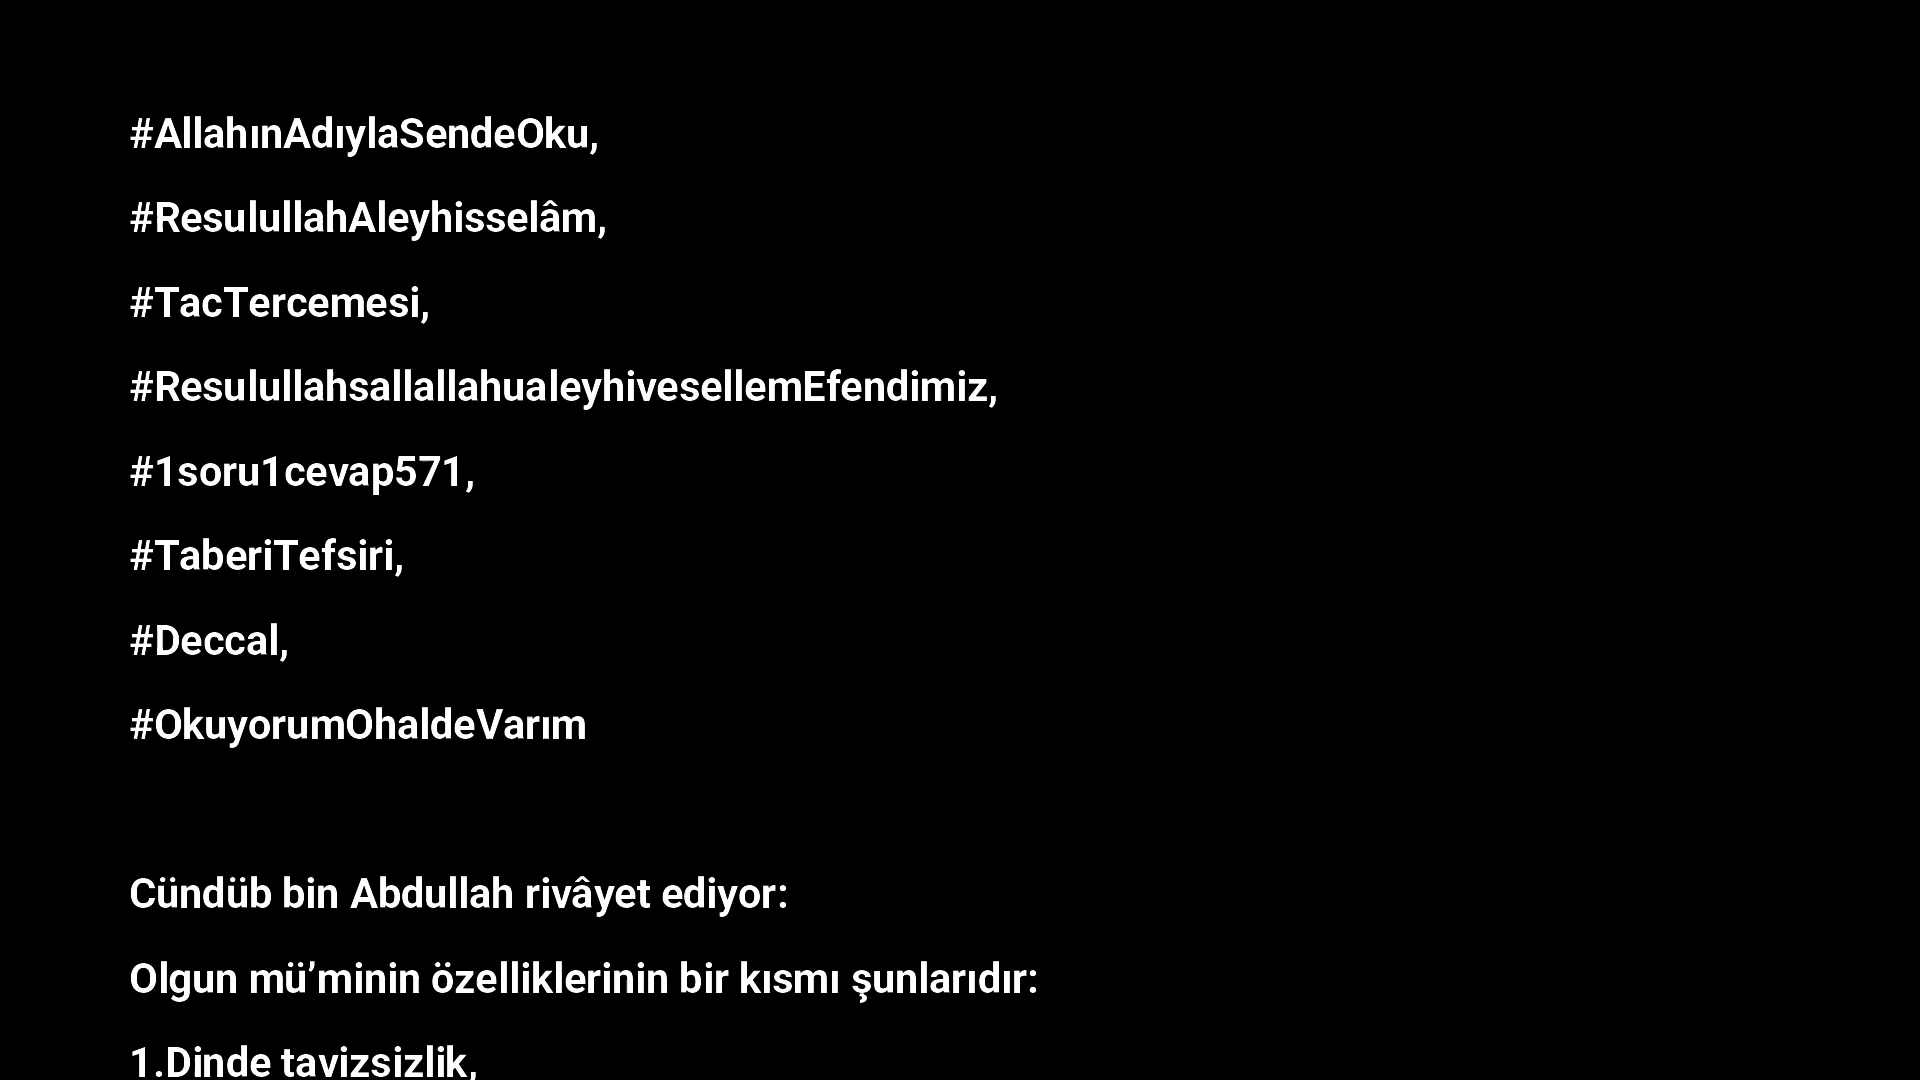 #AllahınAdıylaSendeOku,
#ResulullahAleyhisselâm,
#TacTercemesi,
#ResulullahsallallahualeyhivesellemEfendimiz,
#1soru1cevap571,
#TaberiTefsiri,
#Deccal,
#OkuyorumOhaldeVarım
Cündüb bin Abdullah rivâyet ediyor:
Olgun mü’minin özelliklerinin bir kısmı şunlarıdır:
1.Dinde tavizsizlik,